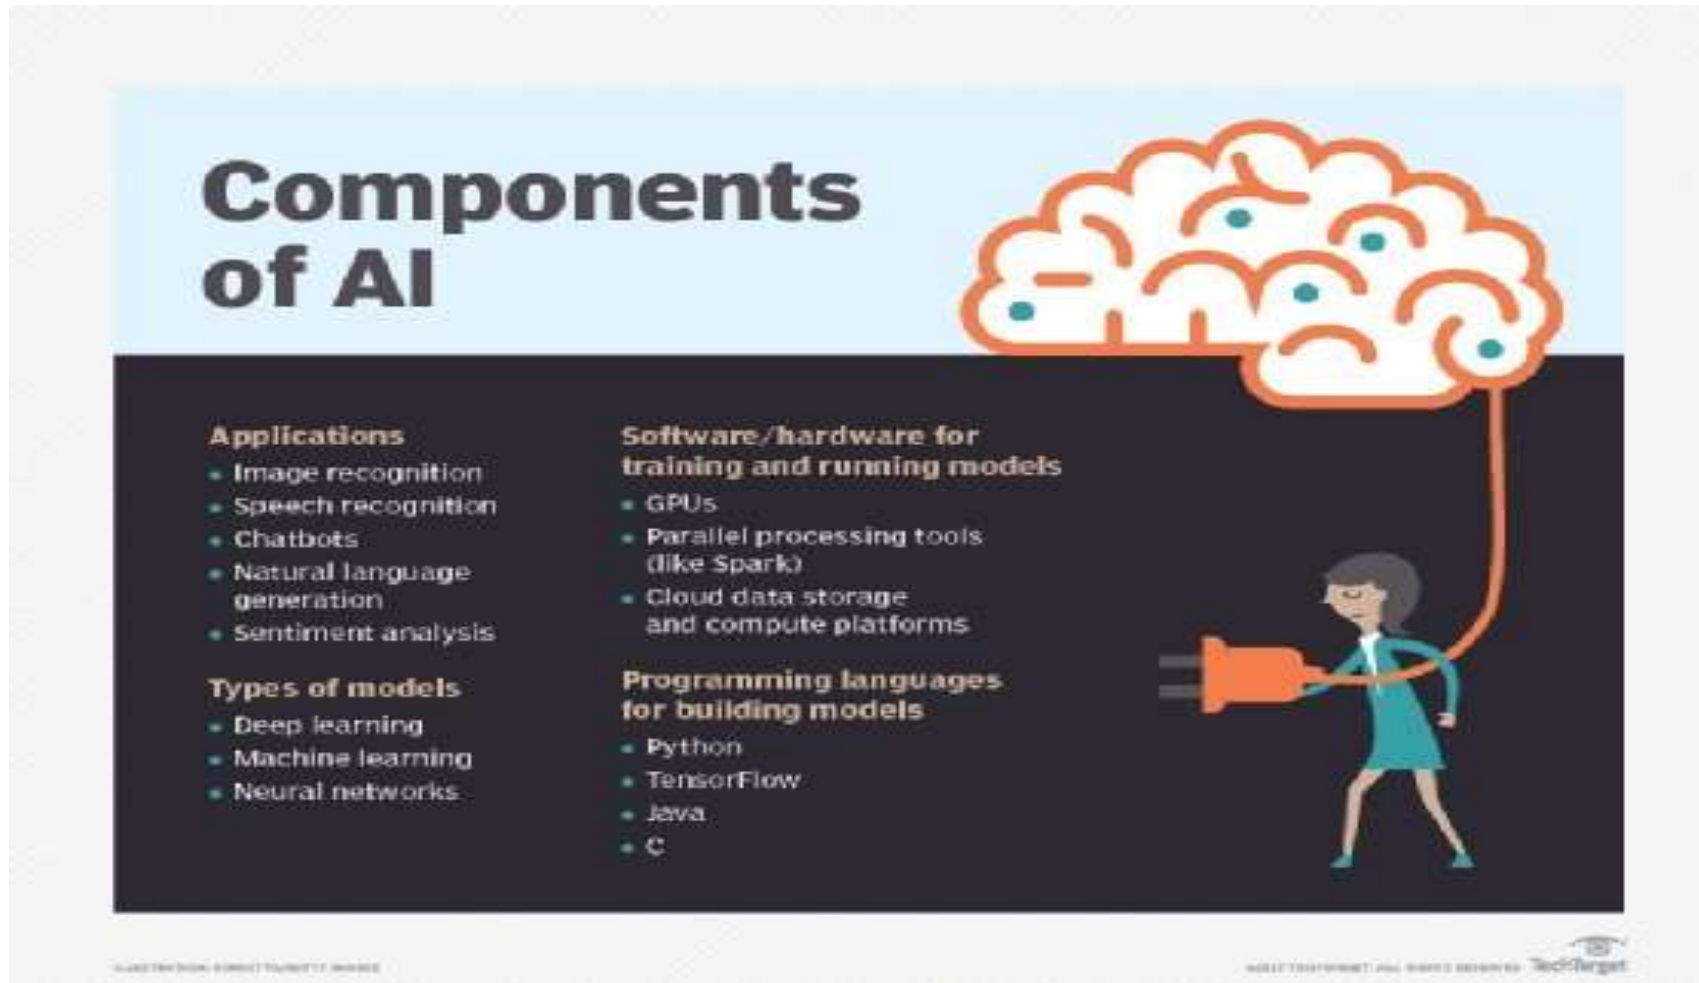 Components
of AI
Applications
• Image recognition
• Speech recognition
• Chatbots
• Natural language
generation
• Sentiment analysis
Types of models
• Deep learning
• Machine learning
• Neural networks
Software/hardware for
training and running models
• GPUs
• Parallel processing tools
(like Spark)
• Cloud data storage
and compute platforms
Programming languages
for building models
• Python
• TensorFlow
• Java
• C
TechTarget